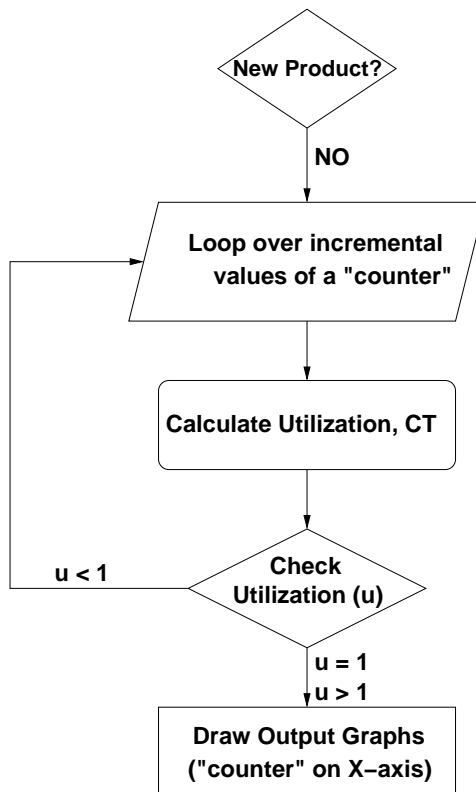 New Product?
NO
Loop over incremental
values of a "counter"
Calculate Utilization, CT
u < 1
Check
Utilization (u)
u = 1
u > 1
Draw Output Graphs
("counter" on X−axis)